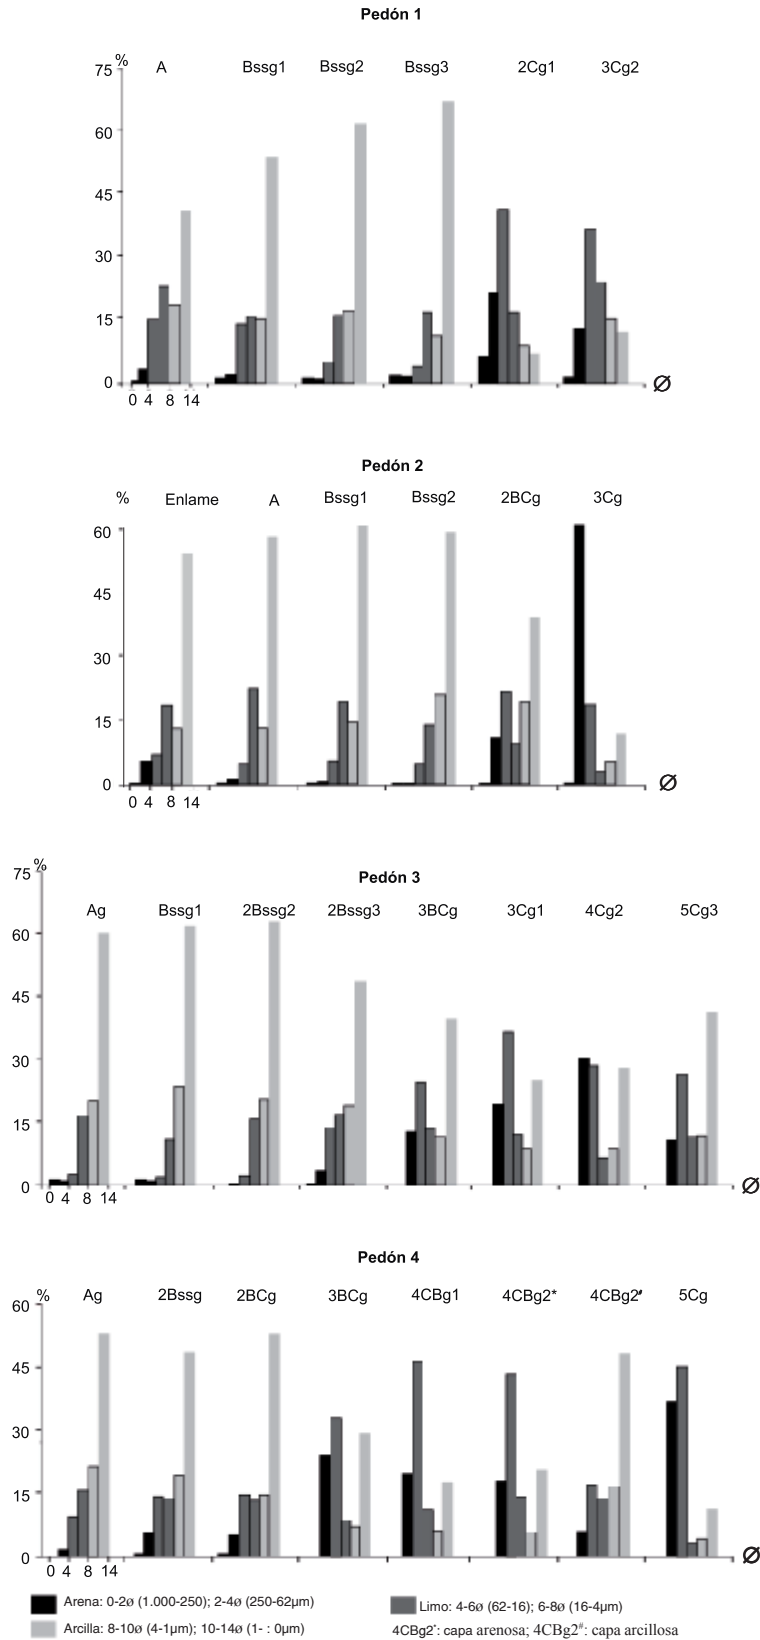 Pedón 1
% A Bssg1 Bssg2 Bssg3 2Cg1 3Cg2
75
60
45
30
15
0 Ø
0 4 8 14
Pedón 2
% Enlame A Bssg1 Bssg2 2BCg 3Cg
60
45
30
15
0 Ø
0 4 8 14
75 %
Pedón 3
Ag Bssg1 2Bssg2 2Bssg3 3BCg 3Cg1 4Cg2 5Cg3
60
45
30
15
0 Ø
0 4 8 14
Pedón 4
% Ag 2Bssg 2BCg 3BCg 4CBg1 4CBg2* 4CBg2# 5Cg
60
45
30
15
0 Ø
0 4 8 14
Arena: 0-2ø (1.000-250); 2-4ø (250-62µm)
Limo: 4-6ø (62-16); 6-8ø (16-4µm)
Arcilla: 8-10ø (4-1µm); 10-14ø (1- : 0µm)
4CBg2*: capa arenosa; 4CBg2#: capa arcillosa